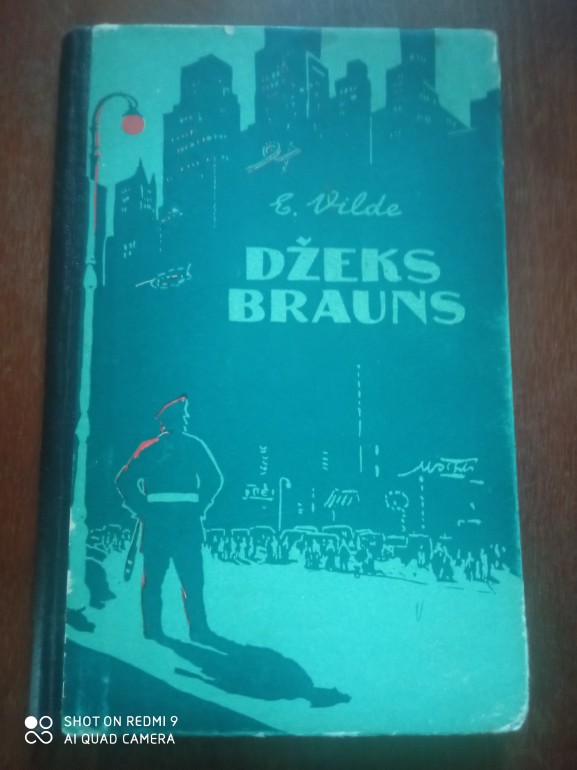 E. Vilde
DŽEKS
BRAUNS
SHOT ON REDMI 9
AI QUAD CAMERA